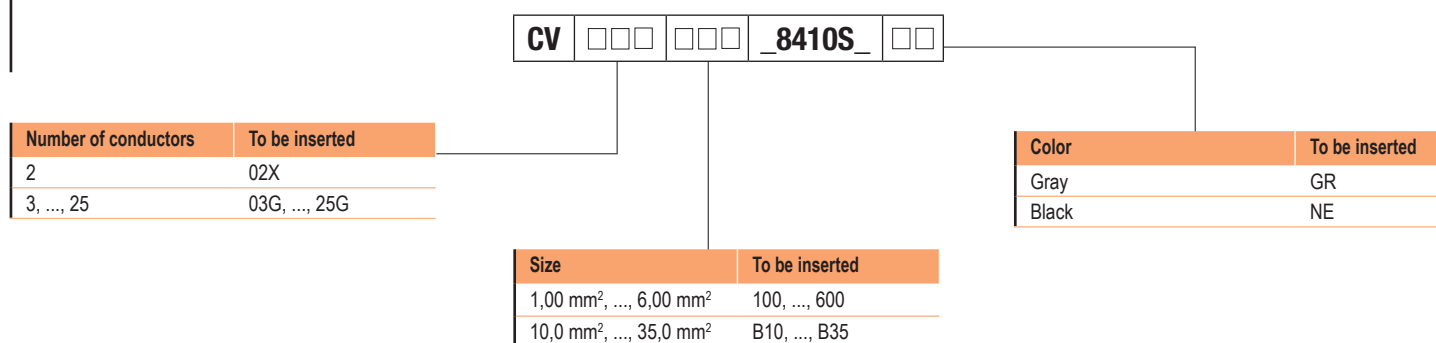 CV □□□ □□□ _8410S_ □□
Number of conductors To be inserted
2 02X
3, ..., 25 03G, ..., 25G
Color To be inserted
Gray GR
Black NE
Size To be inserted
1,00 mm², ..., 6,00 mm² 100, ..., 600
10,0 mm², ..., 35,0 mm² B10, ..., B35